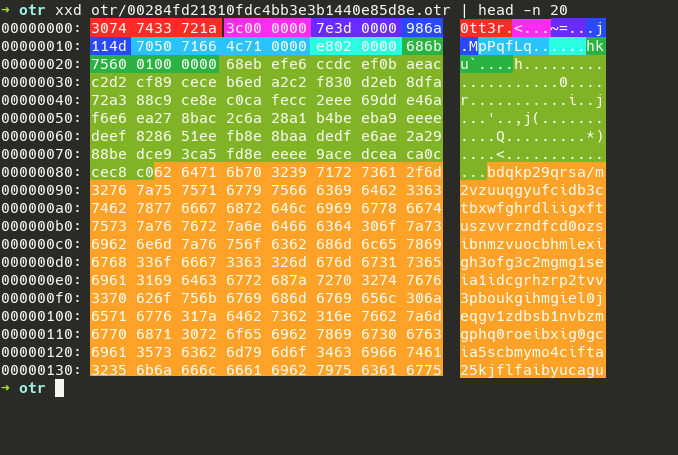 → otr xxd otr/00284fd21810fdc4bb3e3b1440e85d8e.otr | head -n 20
00000000: 3074 7433 721a 3c00 0000 7e3d 0000 986a 0tt3r.<...~=...j
00000010: 114d 7050 7166 4c71 0000 e802 0000 686b .MpPqfLq......hk
00000020: 7560 0100 0000 68eb efe6 ccdc ef0b aeac u`....h.........
00000030: c2d2 cf89 cece b6ed a2c2 f830 d2eb 8dfa ...........0....
00000040: 72a3 88c9 ce8e c0ca fecc 2eee 69dd e46a r...........i..j
00000050: f6e6 ea27 8bac 2c6a 28a1 b4be eba9 eeee ...'..,j(.......
00000060: deef 8286 51ee efb8 e8ba aedf e6ae 2a29 ....Q.........*)
00000070: 88be dce9 3ca5 fd8e eeee 9ace dcea ca0c ....<...........
00000080: cec8 c062 6471 6b70 3239 7172 7361 2f6d ...bdqkp29qrsa/m
00000090: 3276 7a75 7571 6779 7566 6369 6462 3363 2vzuuqgyufcidb3c
000000a0: 7462 7877 6667 6872 646c 6969 6778 6674 tbxwfghrdliigxft
000000b0: 7573 7a76 7672 7a6e 6466 6364 306f 7a73 uszvvrzndfcd0ozs
000000c0: 6962 6e6d 7a76 756f 6362 686d 6c65 7869 ibnmzvuocbhmlexi
000000d0: 6768 336f 6667 3363 326d 676d 6731 7365 gh3ofg3c2mgmg1se
000000e0: 6961 3169 6463 6772 687a 7270 3274 7676 ia1idcgrhzrp2tvv
000000f0: 3370 626f 756b 6769 686d 6769 656c 306a 3pboukgihmgiel0j
00000100: 6571 6776 317a 6462 7362 316e 7662 7a6d eqgv1zdbsb1nvbzm
00000110: 6770 6871 3072 6f65 6962 7869 6730 6763 gphq0roeibxig0gc
00000120: 6961 3573 6362 6d79 6d6f 3463 6966 7461 ia5scbmymo4cifta
00000130: 3235 6b6a 666c 6661 6962 7975 6361 6775 25kjflfaibyucagu
→ otr